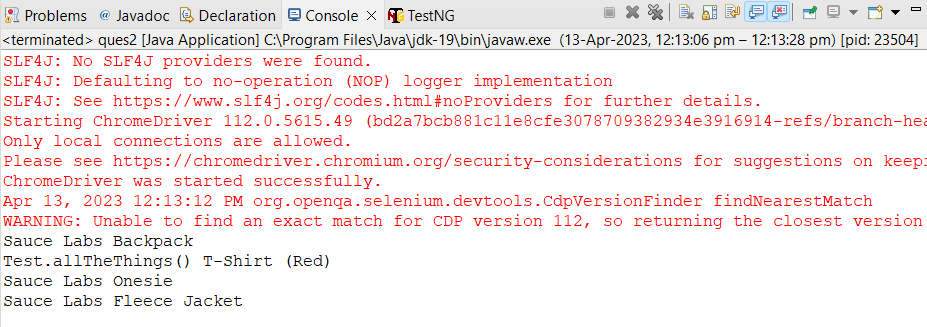 Problems @ Javadoc Declaration Console TestNG
<terminated> ques2 [Java Application] C:\Program Files\Java\jdk-19\bin\javaw.exe (13-Apr-2023, 12:13:06 pm – 12:13:28 pm) [pid: 23504]
SLF4J: No SLF4J providers were found.
SLF4J: Defaulting to no-operation (NOP) logger implementation
SLF4J: See https://www.slf4j.org/codes.html#noProviders for further details.
Starting ChromeDriver 112.0.5615.49 (bd2a7bcb881c11e8cfe3078709382934e3916914-refs/branch-hea
Only local connections are allowed.
Please see https://chromedriver.chromium.org/security-considerations for suggestions on keepi
ChromeDriver was started successfully.
Apr 13, 2023 12:13:12 PM org.openqa.selenium.devtools.CdpVersionFinder findNearestMatch
WARNING: Unable to find an exact match for CDP version 112, so returning the closest version
Sauce Labs Backpack
Test.allTheThings() T-Shirt (Red)
Sauce Labs Onesie
Sauce Labs Fleece Jacket